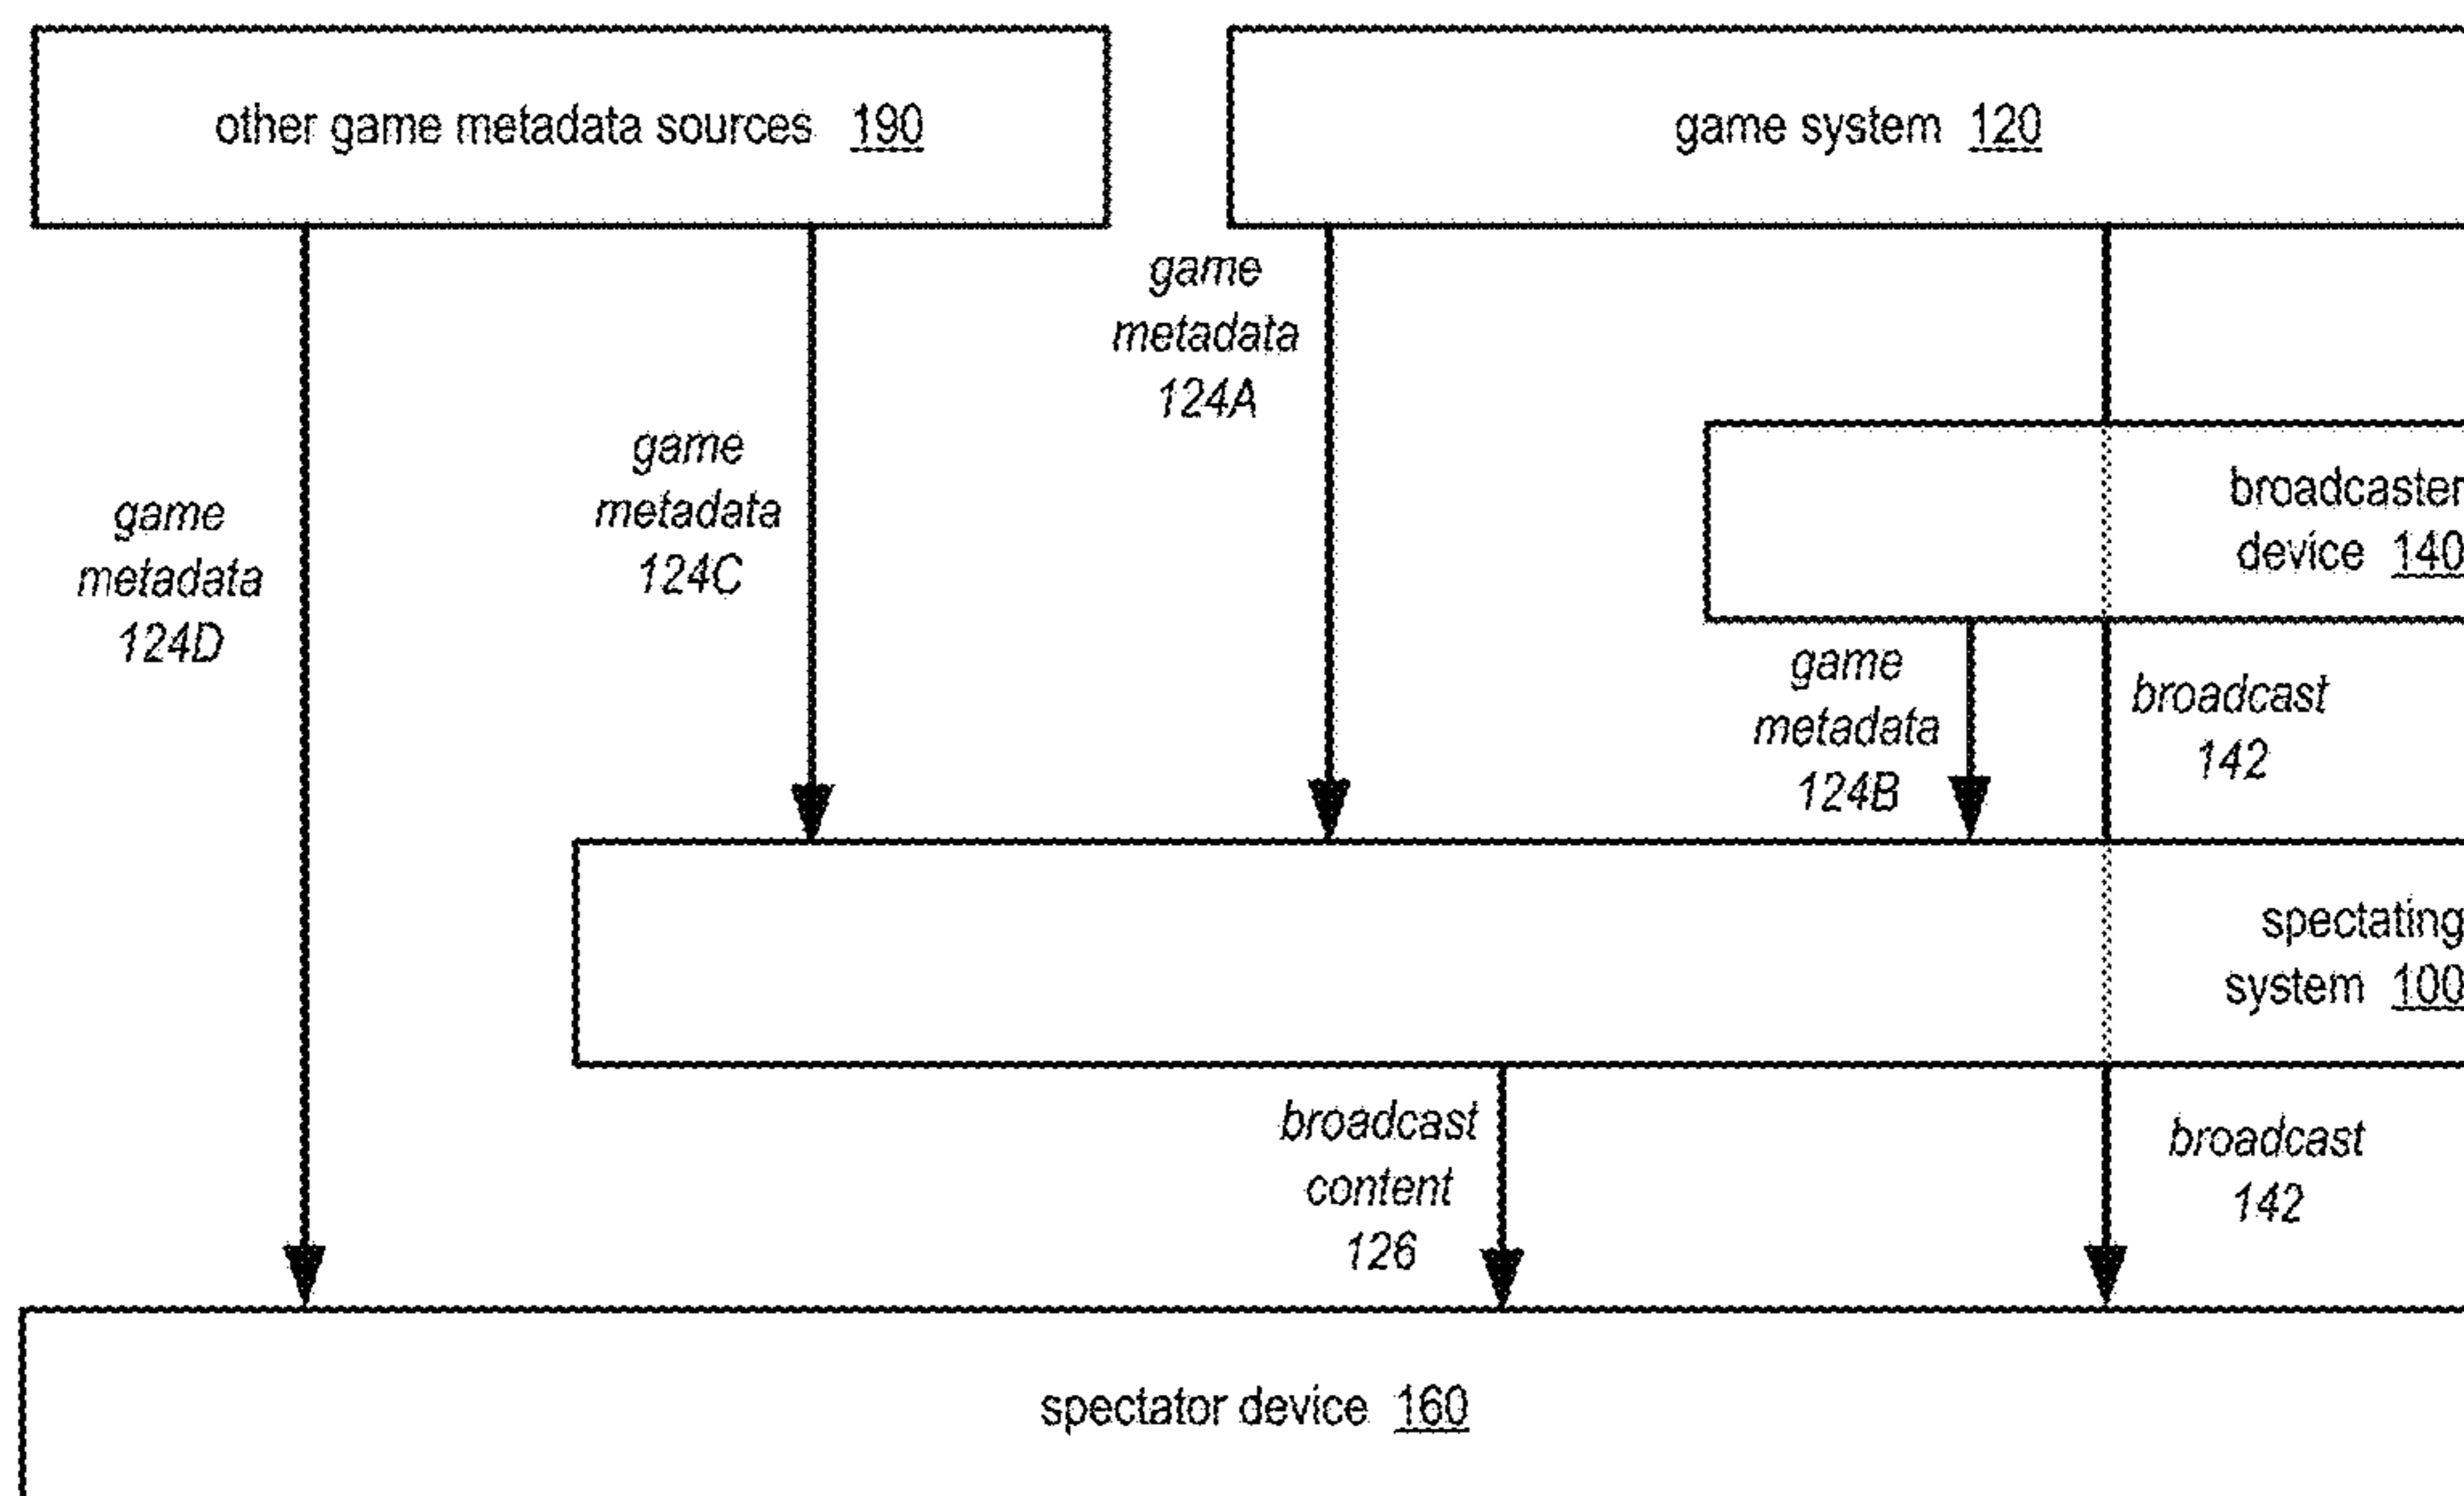 other game metadata sources 190
game system 120
game
metadata
124A
game
metadata
124C
game
metadata
124D
broadcaster
device 140
game
metadata
124B
broadcast
142
spectating
system 100
broadcast
content
126
broadcast
142
spectator device 160